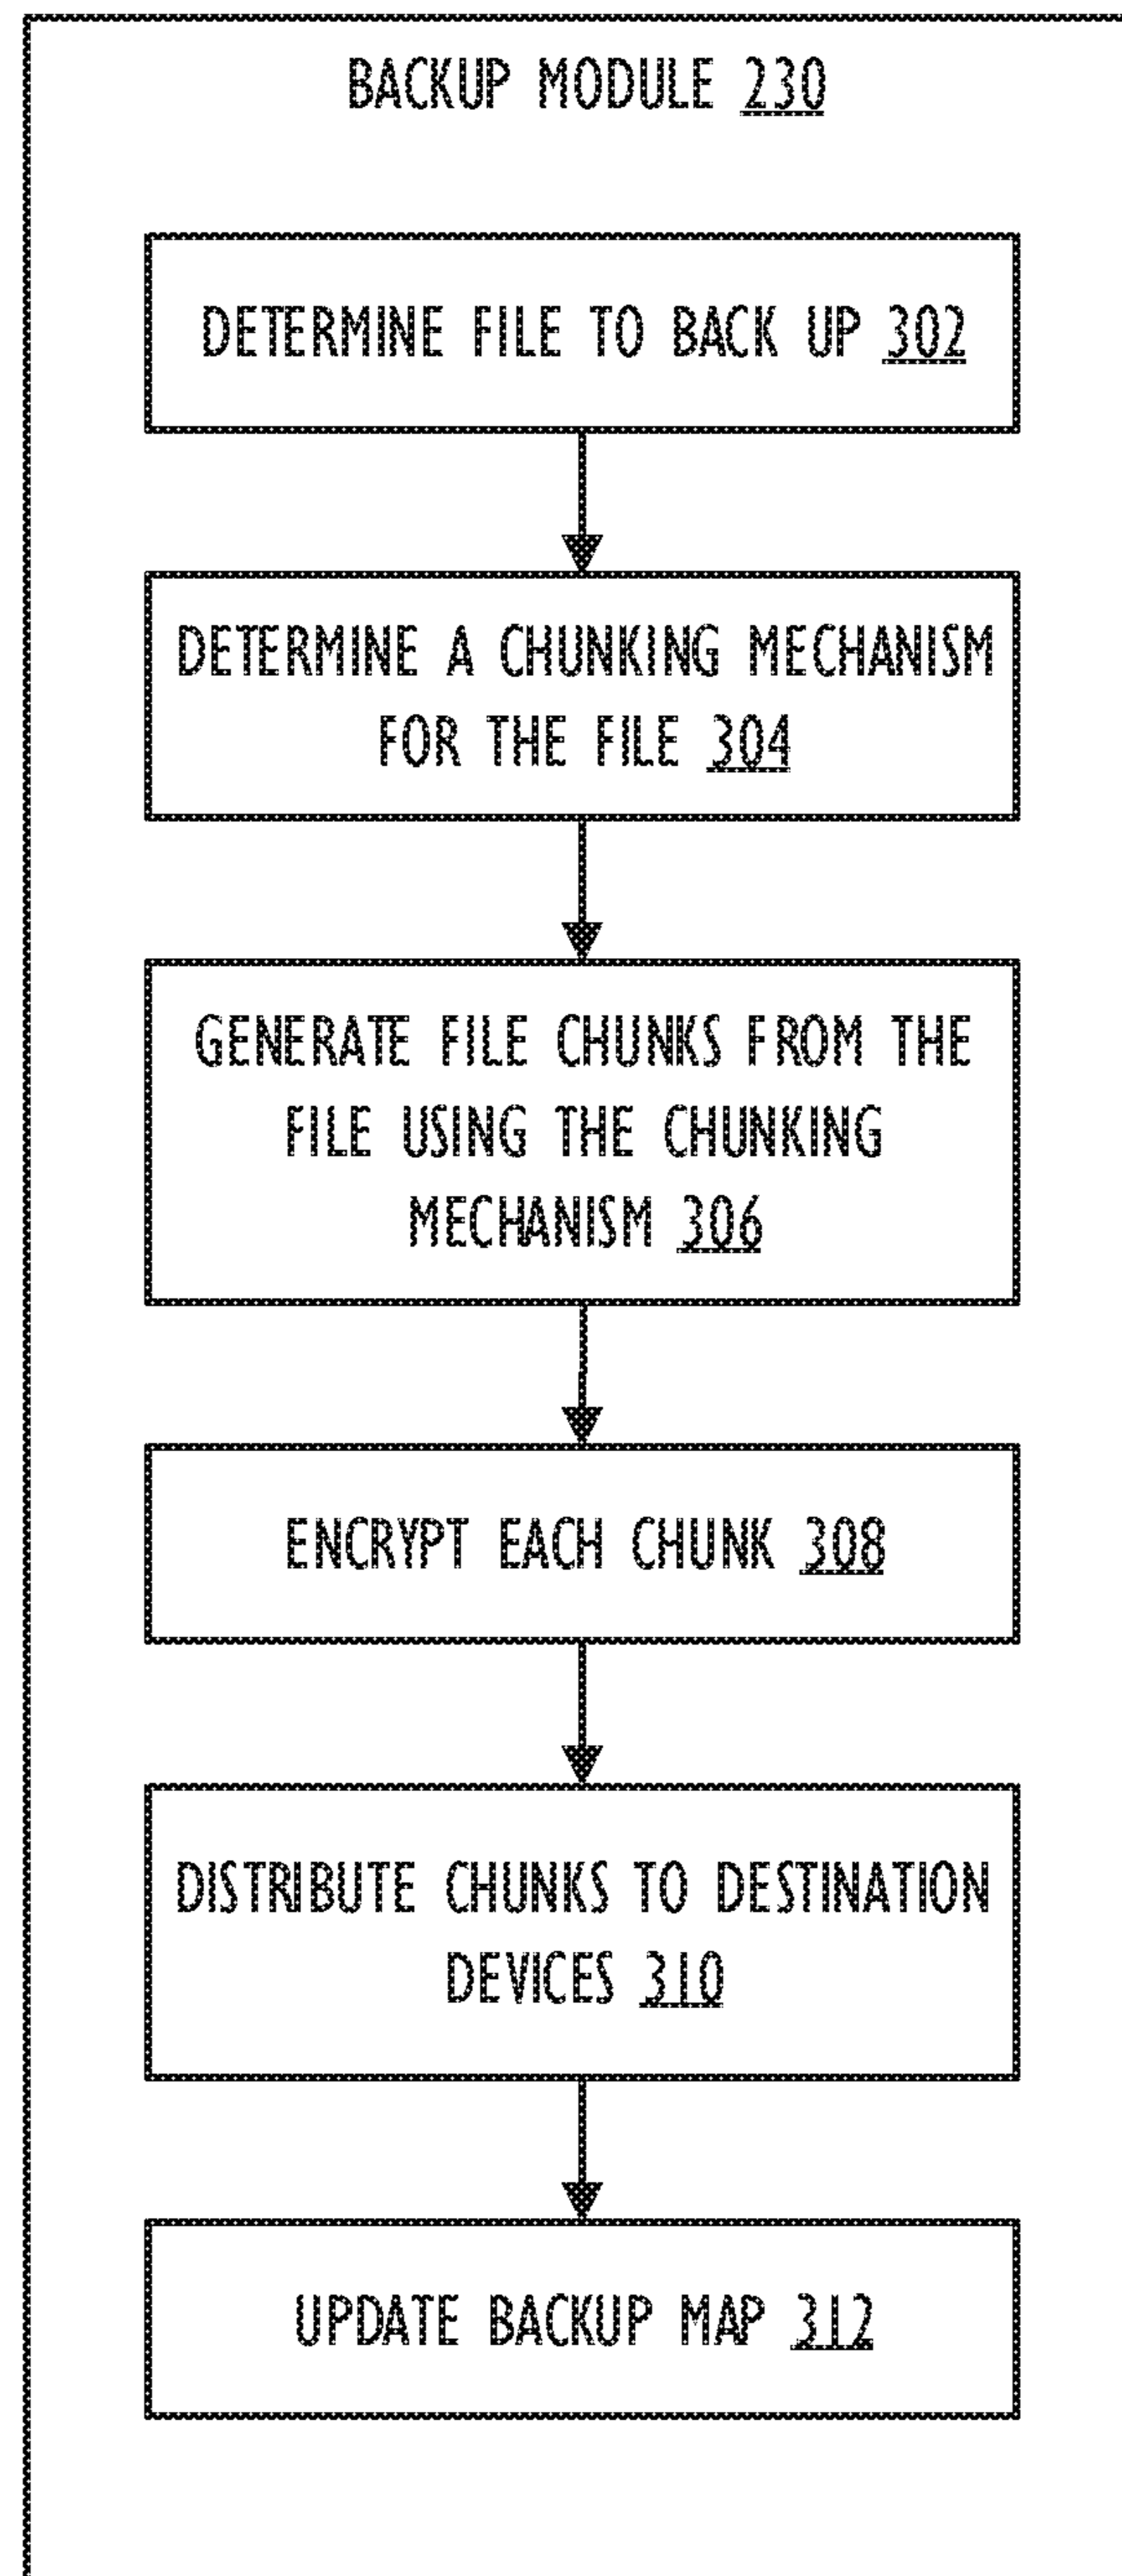 BACKUP MODULE 230
DETERMINE FILE TO BACK UP 302
DETERMINE A CHUNKING MECHANISM
FOR THE FILE 304
GENERATE FILE CHUNKS FROM THE
FILE USING THE CHUNKING
MECHANISM 306
ENCRYPT EACH CHUNK 308
DISTRIBUTE CHUNKS TO DESTINATION
DEVICES 310
UPDATE BACKUP MAP 312